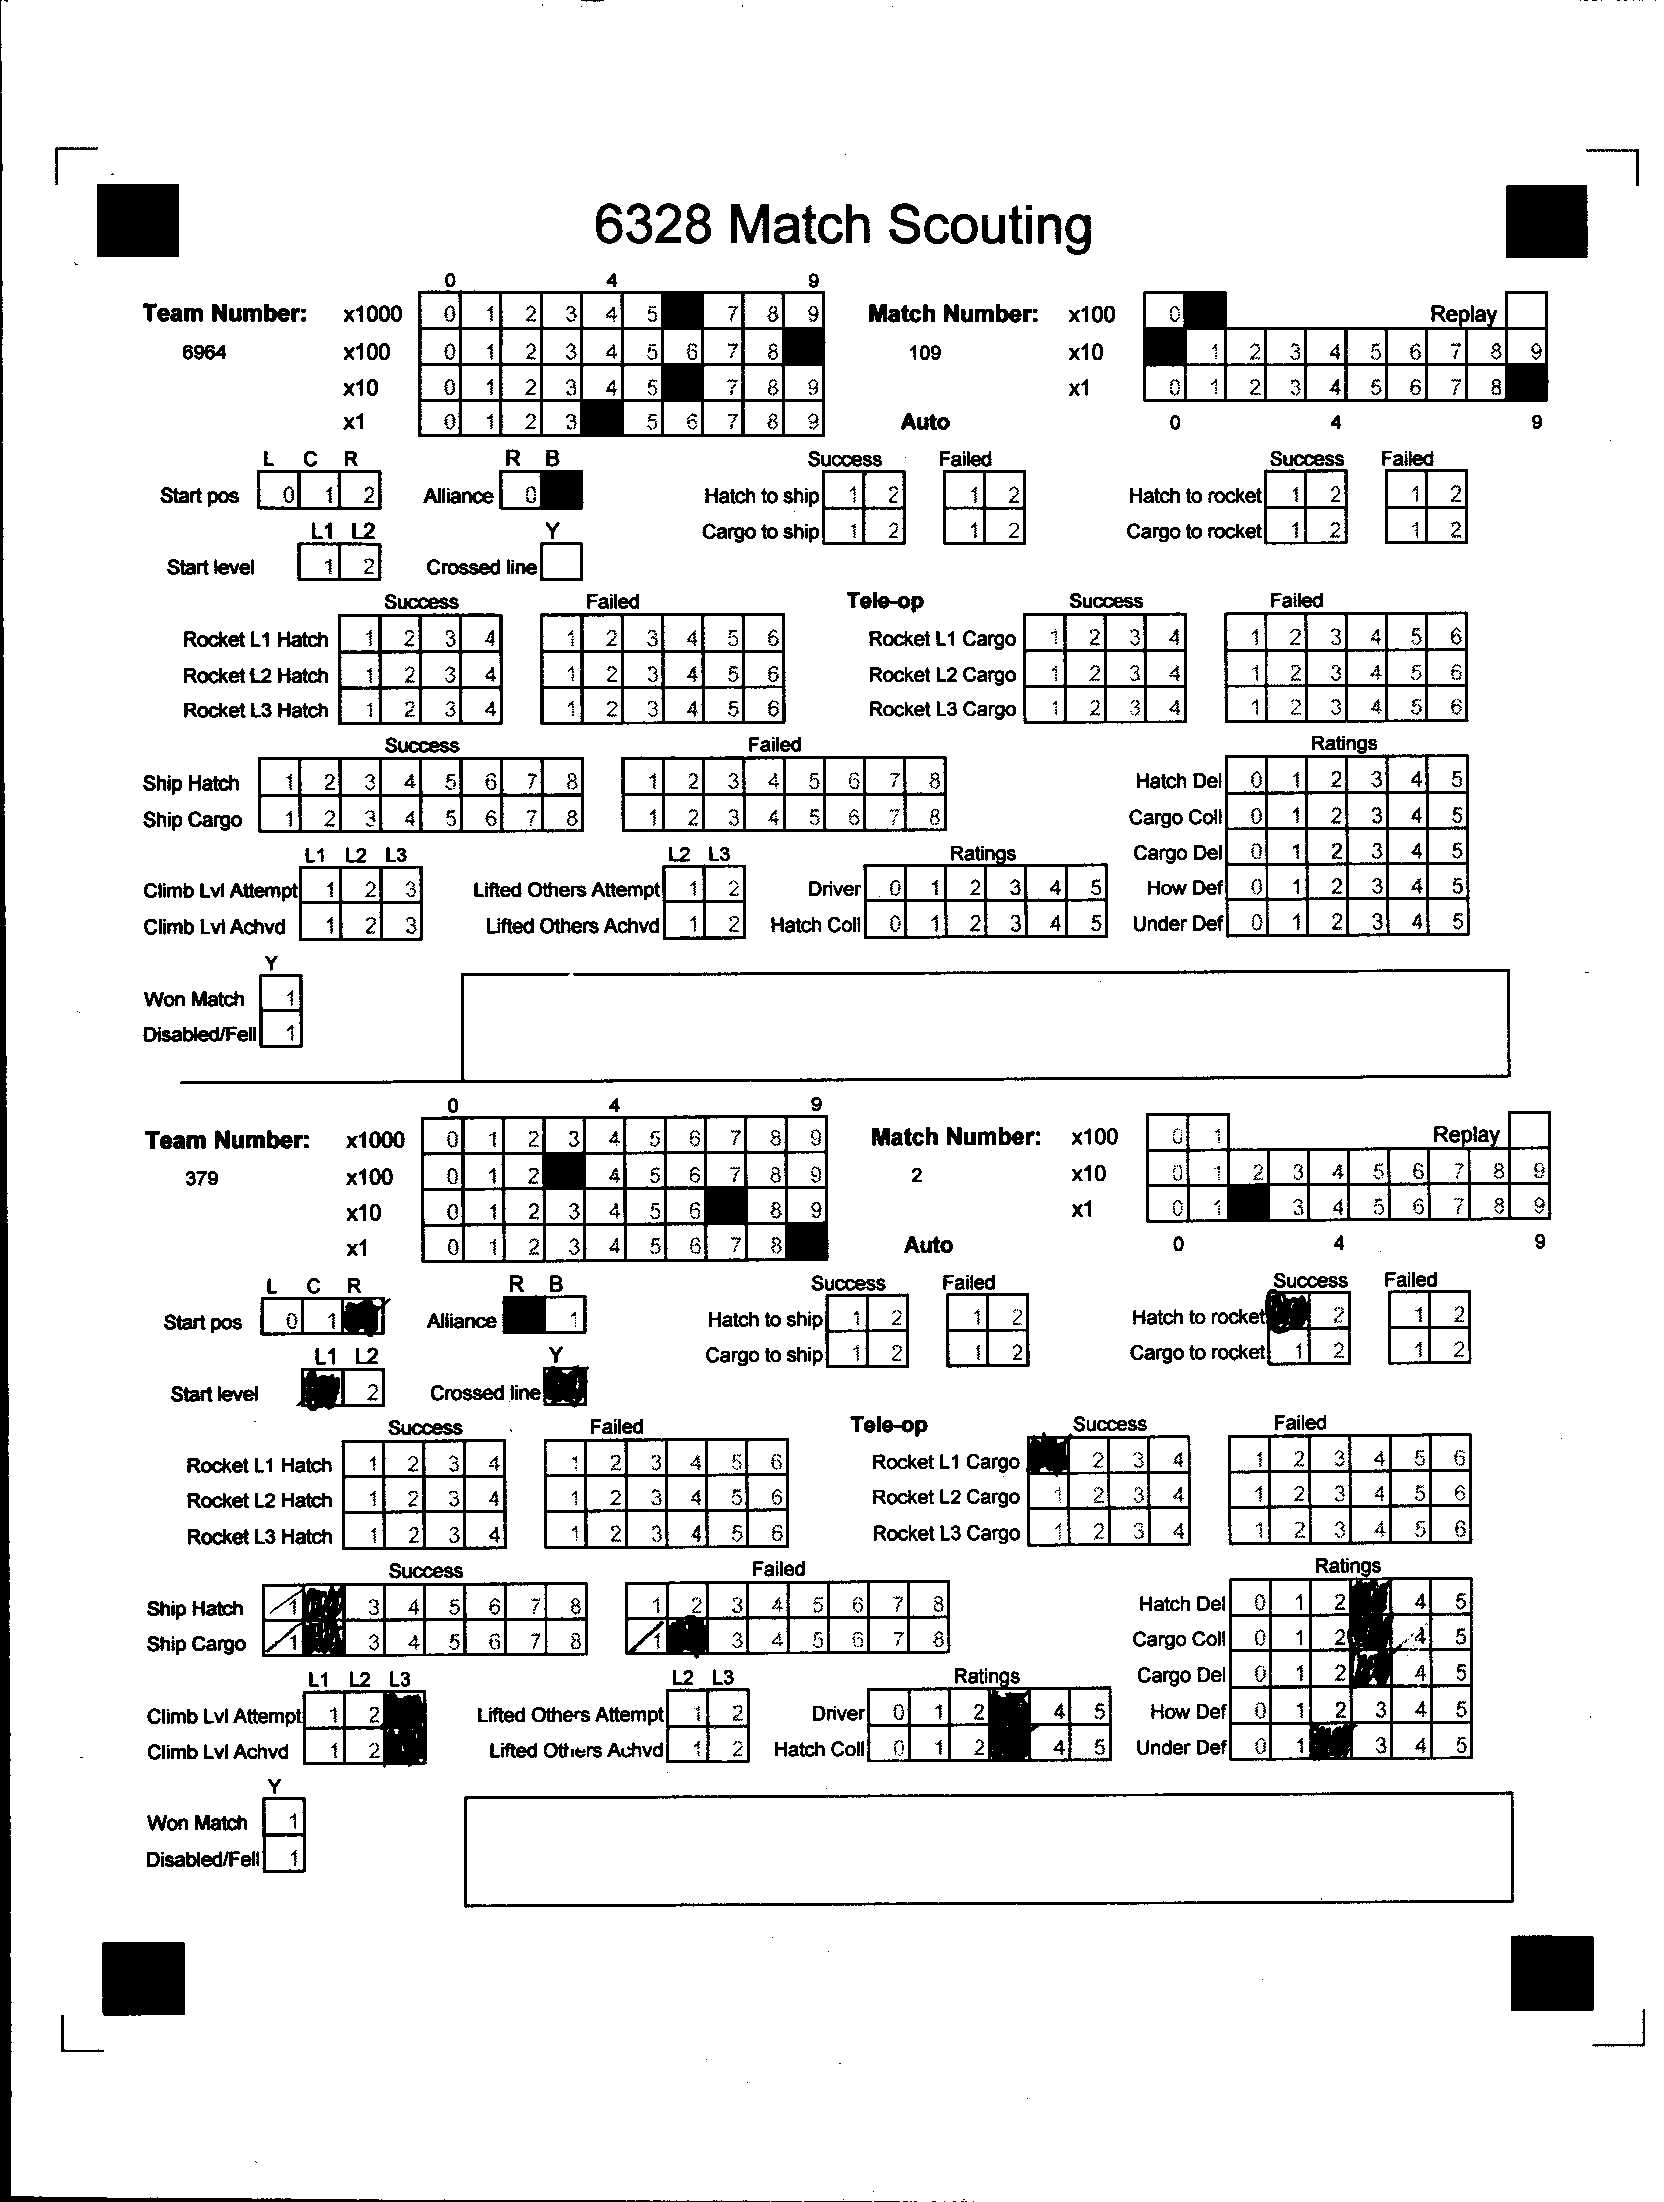 6328 Match Scouting
0 4 9
Team Number: x1000 0 1 2 3 4 5 7 8 9 Match Number: x100 0 Replay
6964 x100 0 1 2 3 4 5 6 7 8 109 x10 1 2 3 4 5 6 7 8 9
x10 0 1 2 3 4 5 7 8 9 x1 0 1 2 3 4 5 6 7 8
x1 0 1 2 3 5 6 7 8 9 Auto 0 4 9
L C R R B Success Failed Success Failed
Start pos 0 1 2 Alliance 0 Hatch to ship 1 2 1 2 Hatch to rocket 1 2 1 2
L1 L2 Y Cargo to ship 1 2 1 2 Cargo to rocket 1 2 1 2
Start level 1 2 Crossed line
Success Failed Tele-op Success Failed
Rocket L1 Hatch 1 2 3 4 1 2 3 4 5 6 Rocket L1 Cargo 1 2 3 4 1 2 3 4 5 6
Rocket L2 Hatch 1 2 3 4 1 2 3 4 5 6 Rocket L2 Cargo 1 2 3 4 1 2 3 4 5 6
Rocket L3 Hatch 1 2 3 4 1 2 3 4 5 6 Rocket L3 Cargo 1 2 3 4 1 2 3 4 5 6
Success Failed Ratings
Ship Hatch 1 2 3 4 5 6 7 8 1 2 3 4 5 6 7 8 Hatch Del 0 1 2 3 4 5
Ship Cargo 1 2 3 4 5 6 7 8 1 2 3 4 5 6 7 8 Cargo Coll 0 1 2 3 4 5
L1 L2 L3 L2 L3 Ratings Cargo Del 0 1 2 3 4 5
Climb Lvl Attempt 1 2 3 Lifted Others Attempt 1 2 Driver 0 1 2 3 4 5 How Def 0 1 2 3 4 5
Climb Lvl Achvd 1 2 3 Lifted Others Achvd 1 2 Hatch Coll 0 1 2 3 4 5 Under Def 0 1 2 3 4 5
Y
Won Match 1
Disabled/Fell 1
0 4 9
Team Number: x1000 0 1 2 3 4 5 6 7 8 9 Match Number: x100 0 1 Replay
379 x100 0 1 2 4 5 6 7 8 9 2 x10 0 1 2 3 4 5 6 7 8 9
x10 0 1 2 3 4 5 6 8 9 x1 0 1 3 4 5 6 7 8 9
x1 0 1 2 3 4 5 6 7 8 Auto 0 4 9
L C R R B Success Failed Success Failed
Start pos 0 1 Alliance 1 Hatch to ship 1 2 1 2 Hatch to rocket 2 1 2
L1 L2 Y Cargo to ship 1 2 1 2 Cargo to rocket 1 2 1 2
Start level 2 Crossed line
Success Failed Tele-op Success Failed
Rocket L1 Hatch 1 2 3 4 1 2 3 4 5 6 Rocket L1 Cargo 2 3 4 1 2 3 4 5 6
Rocket L2 Hatch 1 2 3 4 1 2 3 4 5 6 Rocket L2 Cargo 1 2 3 4 1 2 3 4 5 6
Rocket L3 Hatch 1 2 3 4 1 2 3 4 5 6 Rocket L3 Cargo 1 2 3 4 1 2 3 4 5 6
Success Failed Ratings
Ship Hatch 1 3 4 5 6 7 8 1 2 3 4 5 6 7 8 Hatch Del 0 1 2 4 5
Ship Cargo 1 3 4 5 6 7 8 1 3 4 5 6 7 8 Cargo Coll 0 1 2 4 5
L1 L2 L3 L2 L3 Ratings Cargo Del 0 1 2 4 5
Climb Lvl Attempt 1 2 Lifted Others Attempt 1 2 Driver 0 1 2 4 5 How Def 0 1 2 3 4 5
Climb Lvl Achvd 1 2 Lifted Others Achvd 1 2 Hatch Coll 0 1 2 4 5 Under Def 0 1 3 4 5
Y
Won Match 1
Disabled/Fell 1